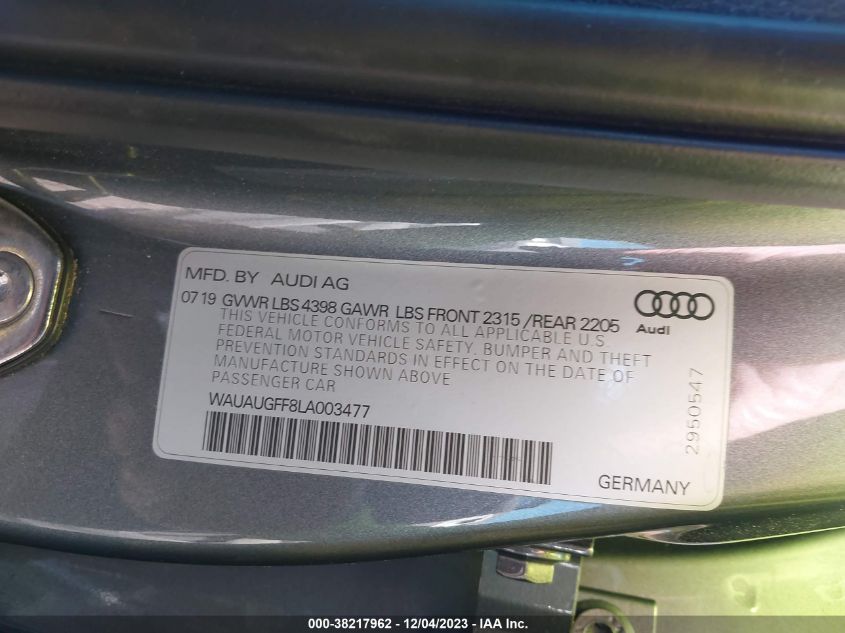 MFD. BY AUDI AG
07 19 GVWR LBS 4398 GAWR LBS FRONT 2315 /REAR 2205
THIS VEHICLE CONFORMS TO ALL APPLICABLE U.S.
FEDERAL MOTOR VEHICLE SAFETY, BUMPER AND THEFT
PREVENTION STANDARDS IN EFFECT ON THE DATE OF
MANUFACTURE SHOWN ABOVE
PASSENGER CAR
WAUAUGFF8LA003477
Audi
2950547
GERMANY
000-38217962 - 12/04/2023 - IAA Inc.